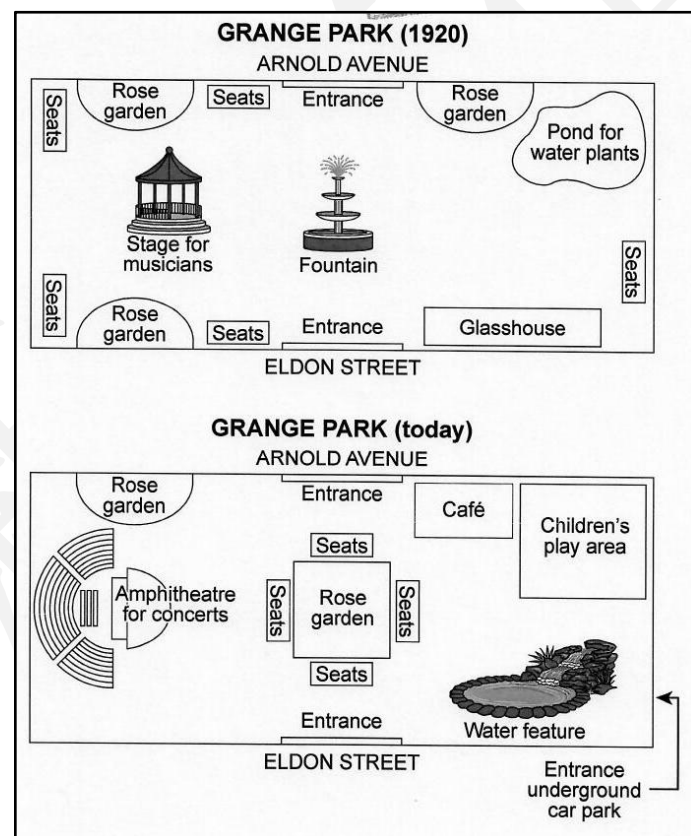 GRANGE PARK (1920)
ARNOLD AVENUE
Seats
Rose
garden
Seats
Entrance
Rose
garden
Pond for
water plants
Stage for
musicians
Fountain
Seats
Seats
Rose
garden
Seats
Entrance
Glasshouse
ELDON STREET
GRANGE PARK (today)
ARNOLD AVENUE
Rose
garden
Entrance
Café
Children's
play area
Seats
Amphitheatre
for concerts
Seats
Rose
garden
Seats
Seats
Water feature
Entrance
ELDON STREET
Entrance
underground
car park